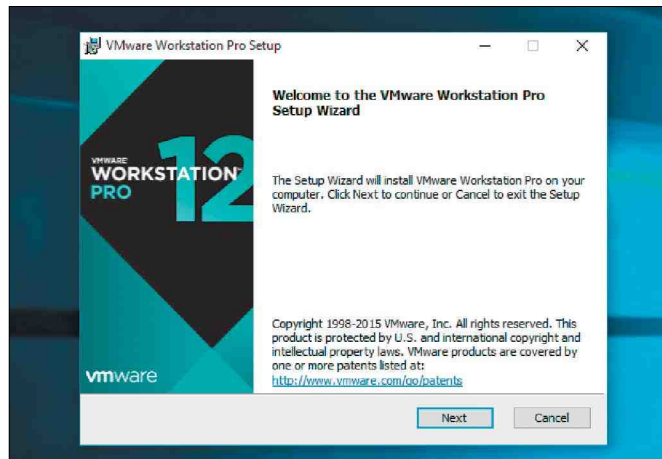 VMware Workstation Pro Setup
Welcome to the VMware Workstation Pro
Setup Wizard
VMWARE
WORKSTATION
PRO
12
The Setup Wizard will install VMware Workstation Pro on your
computer. Click Next to continue or Cancel to exit the Setup
Wizard.
Copyright 1998-2015 VMware, Inc. All rights reserved. This
product is protected by U.S. and international copyright and
intellectual property laws. VMware products are covered by
one or more patents listed at:
http://www.vmware.com/go/patents
vmware
Next
Cancel